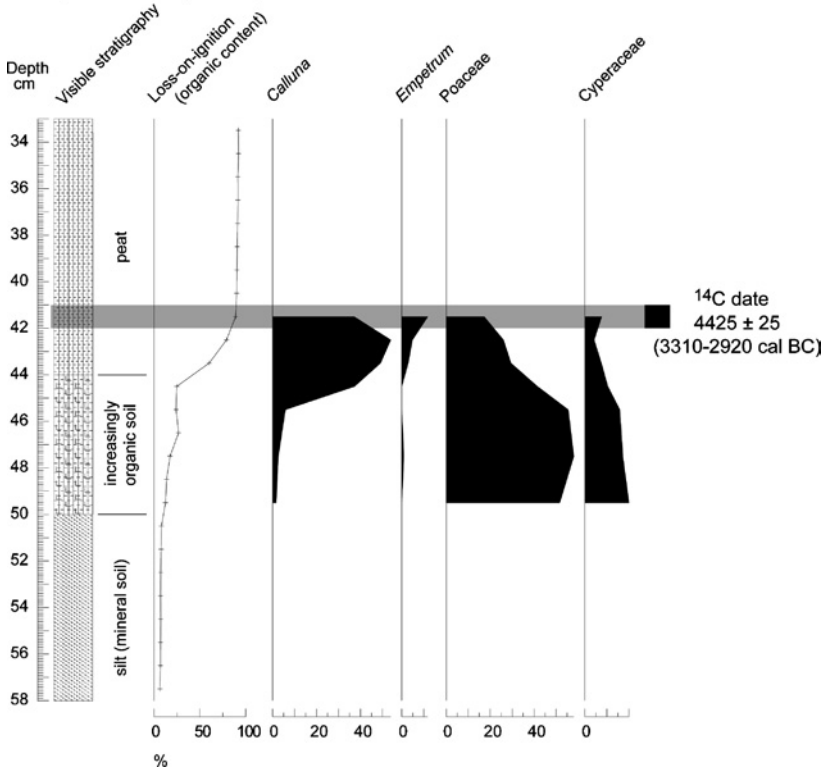 Depth
cm
Visible stratigraphy
Loss-on-ignition
(organic content)
Calluna
Empetrum
Poaceae
Cyperaceae
34
36
38
40
42
44
46
48
50
52
54
56
58
peat
increasingly
organic soil
silt (mineral soil)
14C date
4425 ± 25
(3310-2920 cal BC)
0 50 100
0 20 40
0
0 20 40
0
%